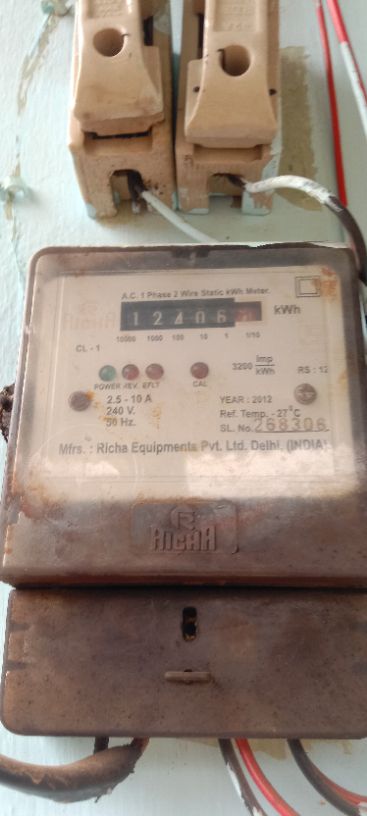 A.C. 1 Phase 2 Wire Static kWh Meter.
RICHA
12406 kWh
10000 1000 100 10 1 1/10
CL - 1
3200 imp/kWh
RS : 12
POWER REV. E/FLT CAL
2.5 - 10 A
240 V.
50 Hz.
YEAR : 2012
Ref. Temp. - 27°C
SL. No. 268306
Mfrs. : Richa Equipments Pvt. Ltd. Delhi, (INDIA)
R
RICHA